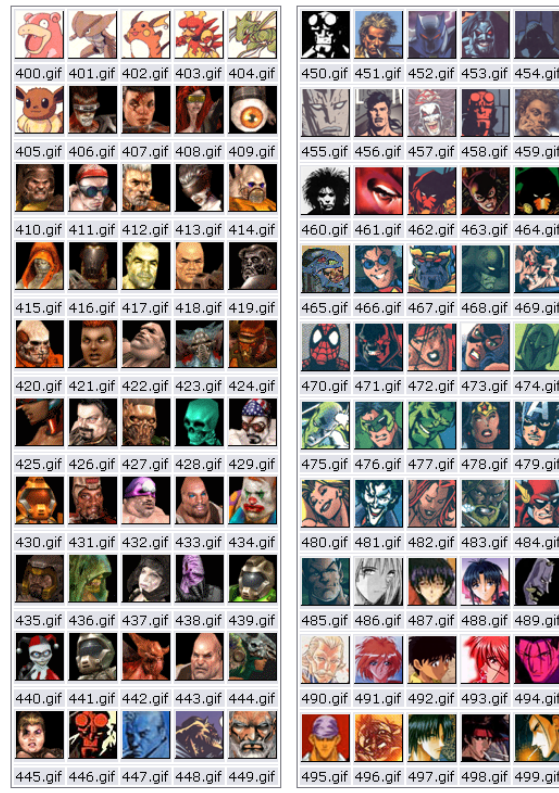 400.gif 401.gif 402.gif 403.gif 404.gif
405.gif 406.gif 407.gif 408.gif 409.gif
410.gif 411.gif 412.gif 413.gif 414.gif
415.gif 416.gif 417.gif 418.gif 419.gif
420.gif 421.gif 422.gif 423.gif 424.gif
425.gif 426.gif 427.gif 428.gif 429.gif
430.gif 431.gif 432.gif 433.gif 434.gif
435.gif 436.gif 437.gif 438.gif 439.gif
440.gif 441.gif 442.gif 443.gif 444.gif
445.gif 446.gif 447.gif 448.gif 449.gif
450.gif 451.gif 452.gif 453.gif 454.gif
455.gif 456.gif 457.gif 458.gif 459.gif
460.gif 461.gif 462.gif 463.gif 464.gif
465.gif 466.gif 467.gif 468.gif 469.gif
470.gif 471.gif 472.gif 473.gif 474.gif
475.gif 476.gif 477.gif 478.gif 479.gif
480.gif 481.gif 482.gif 483.gif 484.gif
485.gif 486.gif 487.gif 488.gif 489.gif
490.gif 491.gif 492.gif 493.gif 494.gif
495.gif 496.gif 497.gif 498.gif 499.gif